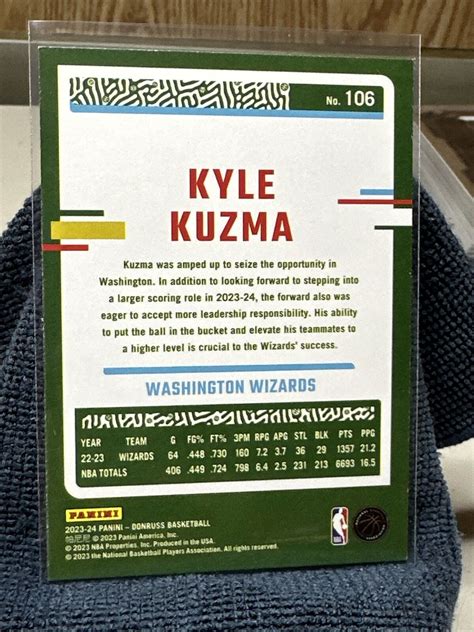 No. 106
KYLE
KUZMA
Kuzma was amped up to seize the opportunity in
Washington. In addition to looking forward to stepping into
a larger scoring role in 2023-24, the forward also was
eager to accept more leadership responsibility. His ability
to put the ball in the bucket and elevate his teammates to
a higher level is crucial to the Wizards' success.
WASHINGTON WIZARDS
YEAR TEAM G FG% FT% 3PM RPG APG STL BLK PTS PPG
22-23 WIZARDS 64 .448 .730 160 7.2 3.7 36 29 1357 21.2
NBA TOTALS 406 .449 .724 798 6.4 2.5 231 213 6693 16.5
PANINI
2023-24 PANINI – DONRUSS BASKETBALL
帕尼尼 © 2023 Panini America, Inc.
© 2023 NBA Properties, Inc. Produced in the USA.
© 2023 the National Basketball Players Association. All rights reserved.